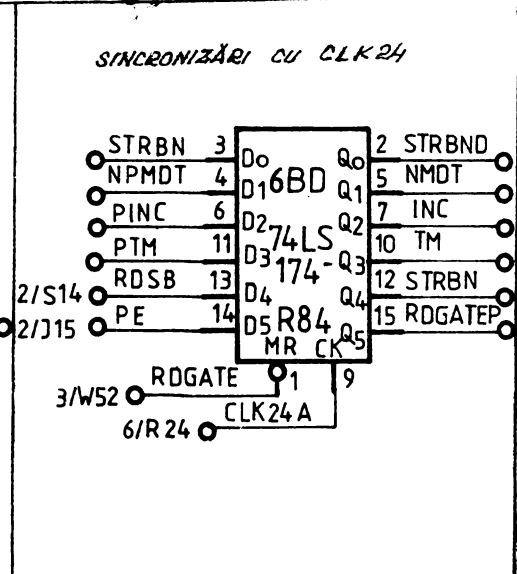 SINCRONIZĂRI CU CLK24
STRBN 3 D0 6BD Q0 2 STRBND
NPMDT 4 D1 Q1 5 NMDT
PINC 6 D2 74LS Q2 7 INC
PTM 11 D3 174- Q3 10 TM
2/S14 RDSB 13 D4 Q4 12 STRBN
2/J15 PE 14 D5 R84 Q5 15 RDGATEP
MR CK
3/W52 RDGATE 1 9
6/R24 CLK24A